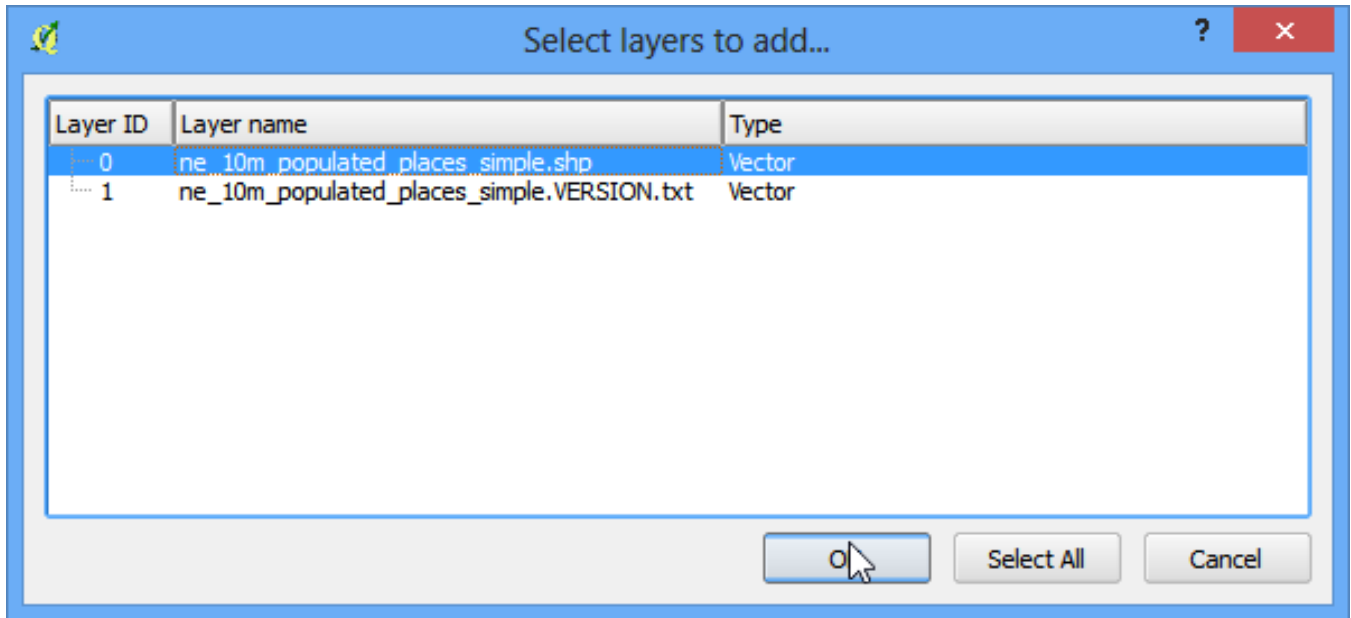 Select layers to add...
?
Layer ID Layer name Type
0 ne_10m_populated_places_simple.shp Vector
1 ne_10m_populated_places_simple.VERSION.txt Vector
Select All Cancel